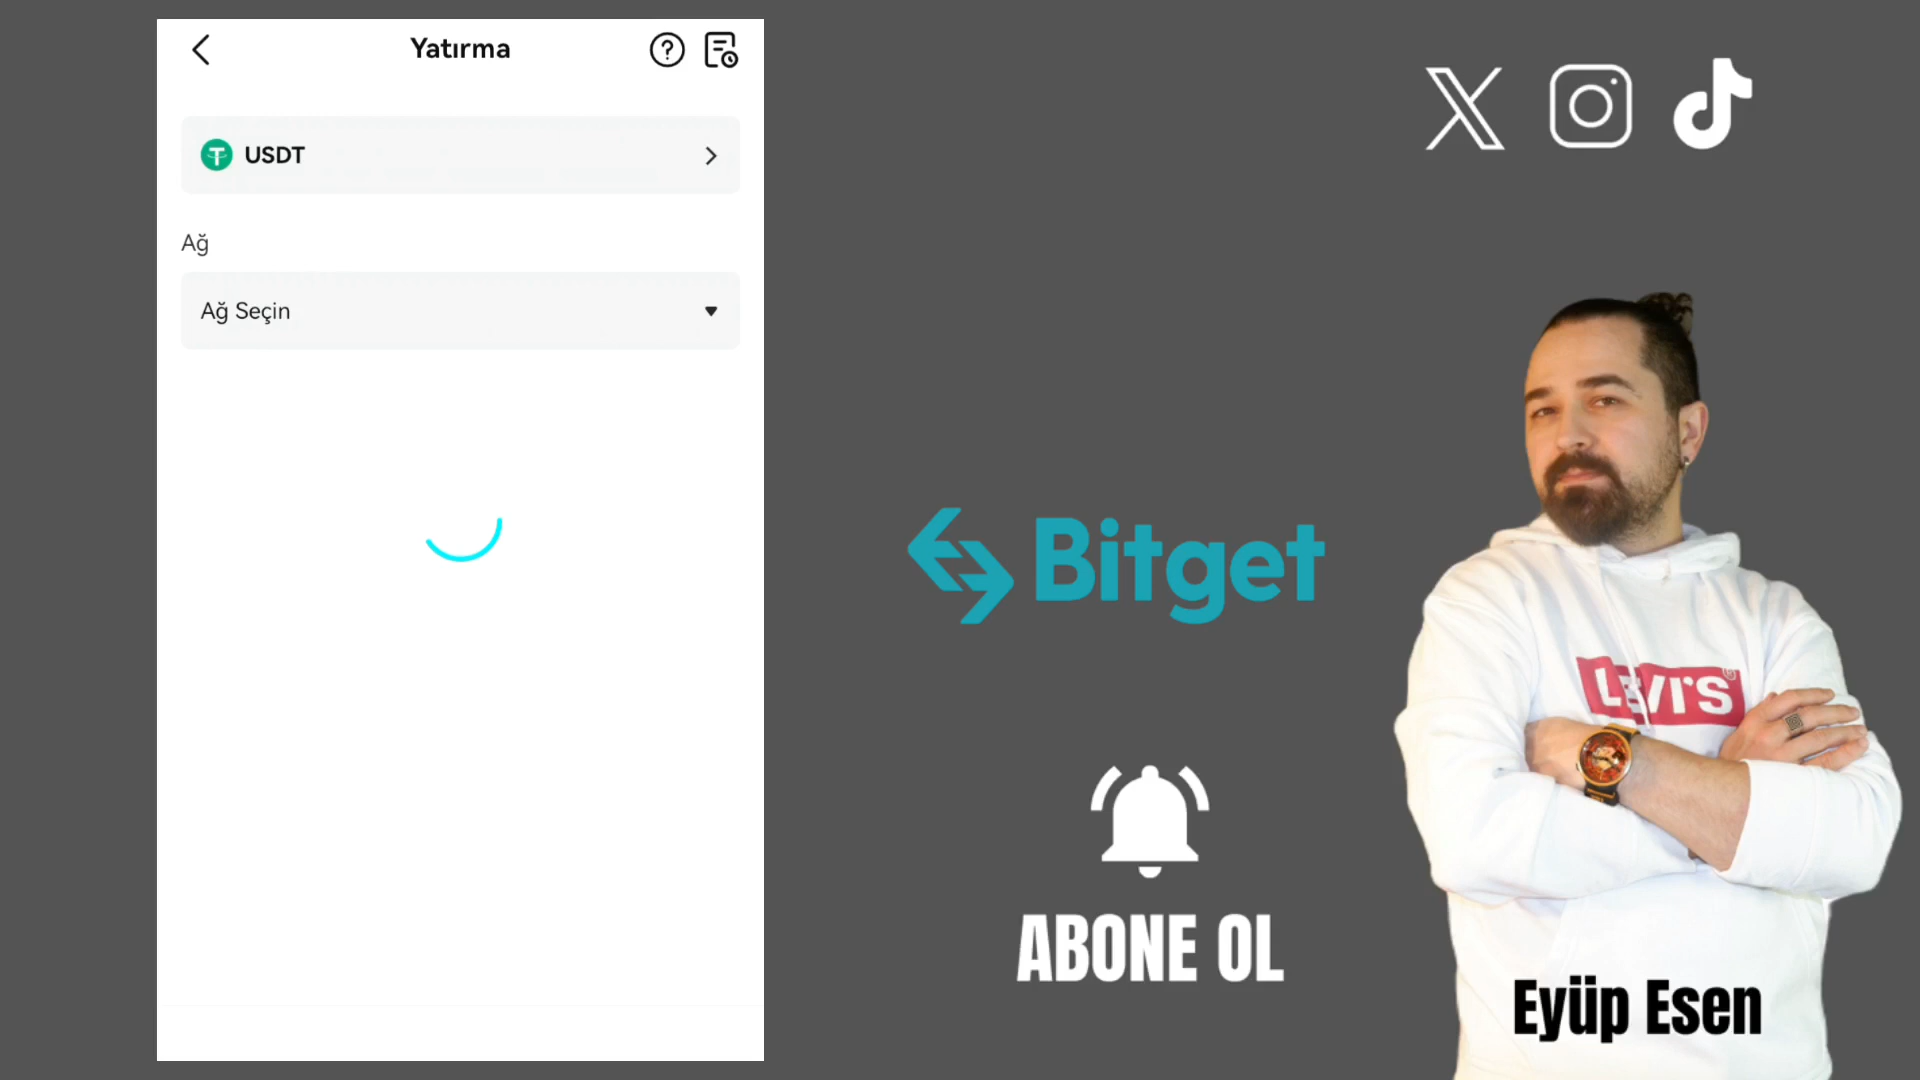 Yatırma
USDT
Ağ
Ağ Seçin
Bitget
LEVI'S
ABONE OL
Eyüp Esen